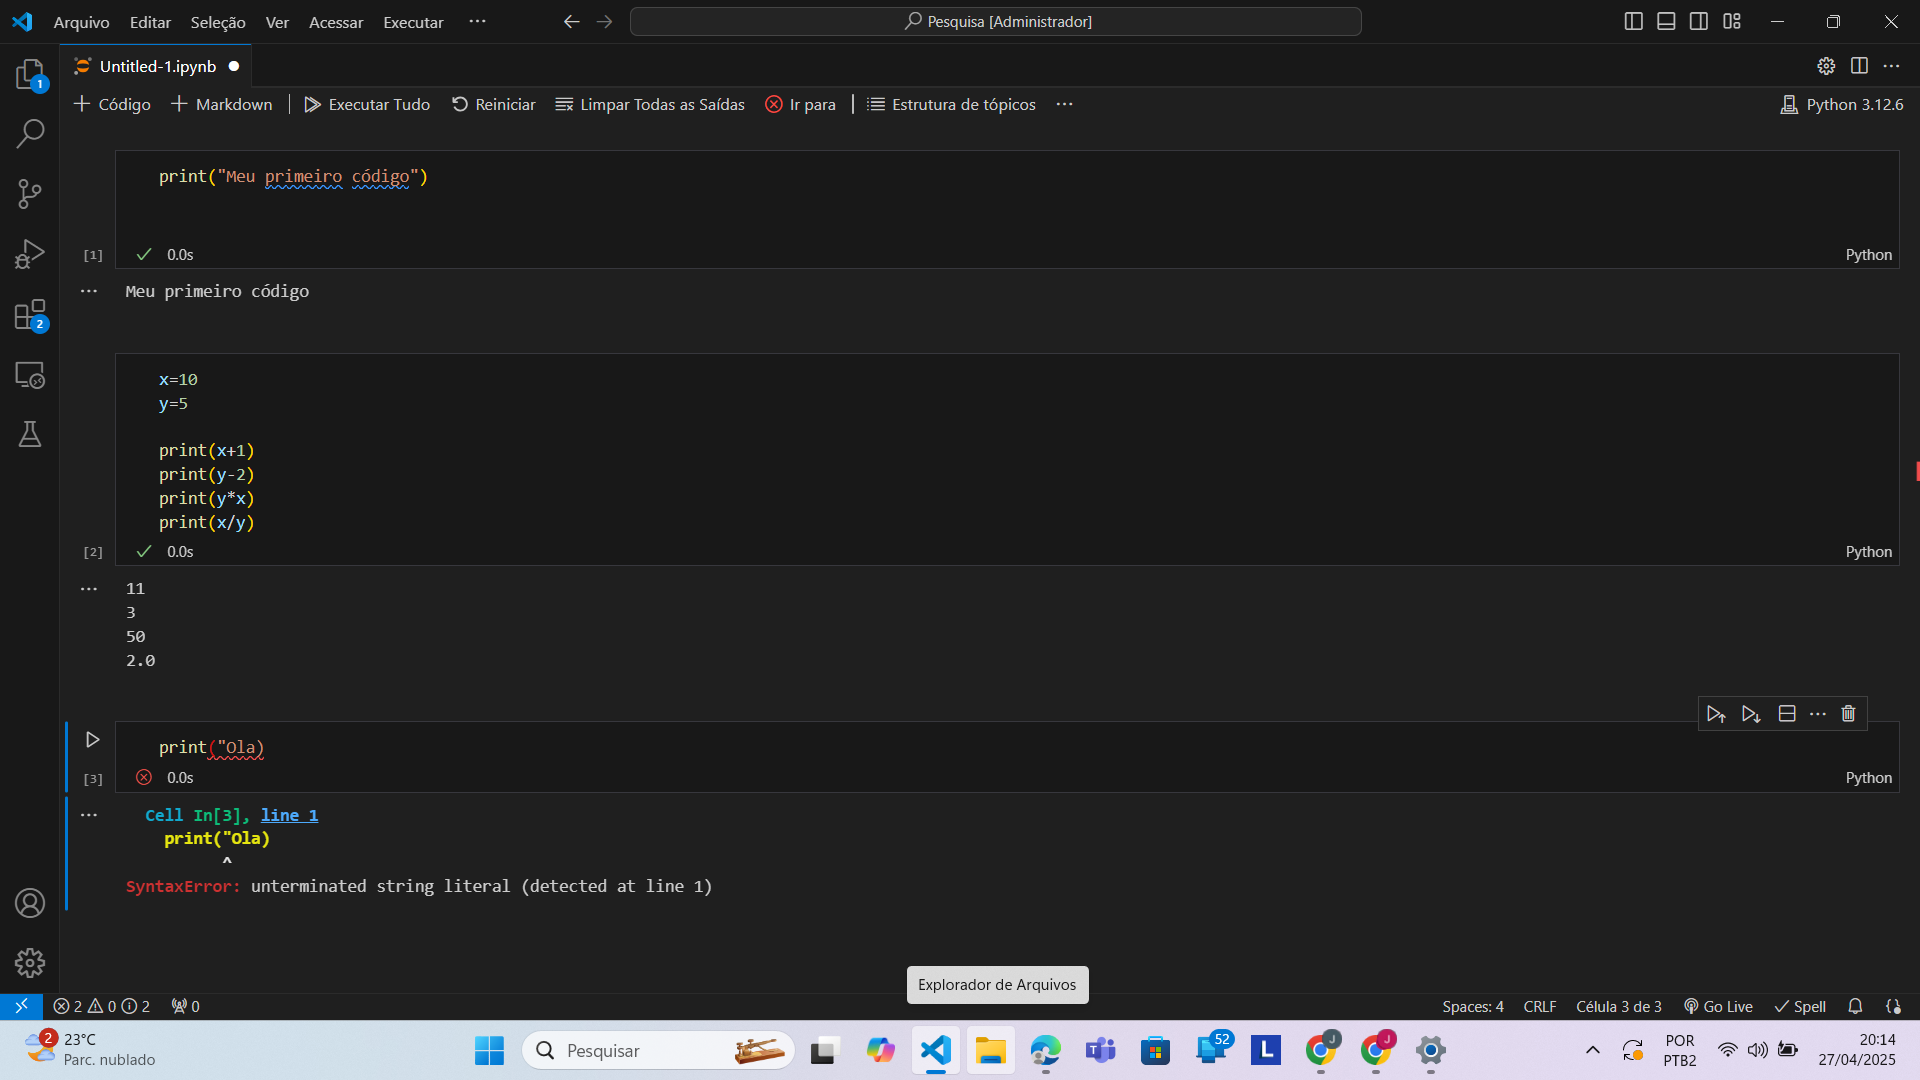 Arquivo Editar Seleção Ver Acessar Executar ···
Pesquisa [Administrador]
Untitled-1.ipynb
1
Código Markdown Executar Tudo Reiniciar Limpar Todas as Saídas Ir para Estrutura de tópicos ···
Python 3.12.6
print("Meu primeiro código")
[1] 0.0s Python
Meu primeiro código
2
x=10
y=5
print(x+1)
print(y-2)
print(y*x)
print(x/y)
[2] 0.0s Python
11
3
50
2.0
print("Ola)
[3] 0.0s Python
Cell In[3], line 1
print("Ola)
^
SyntaxError: unterminated string literal (detected at line 1)
Explorador de Arquivos
2 0 2 0
Spaces: 4 CRLF Célula 3 de 3 Go Live Spell
2 23°C
Parc. nublado
Pesquisar
52
L
J
J
POR
PTB2
20:14
27/04/2025